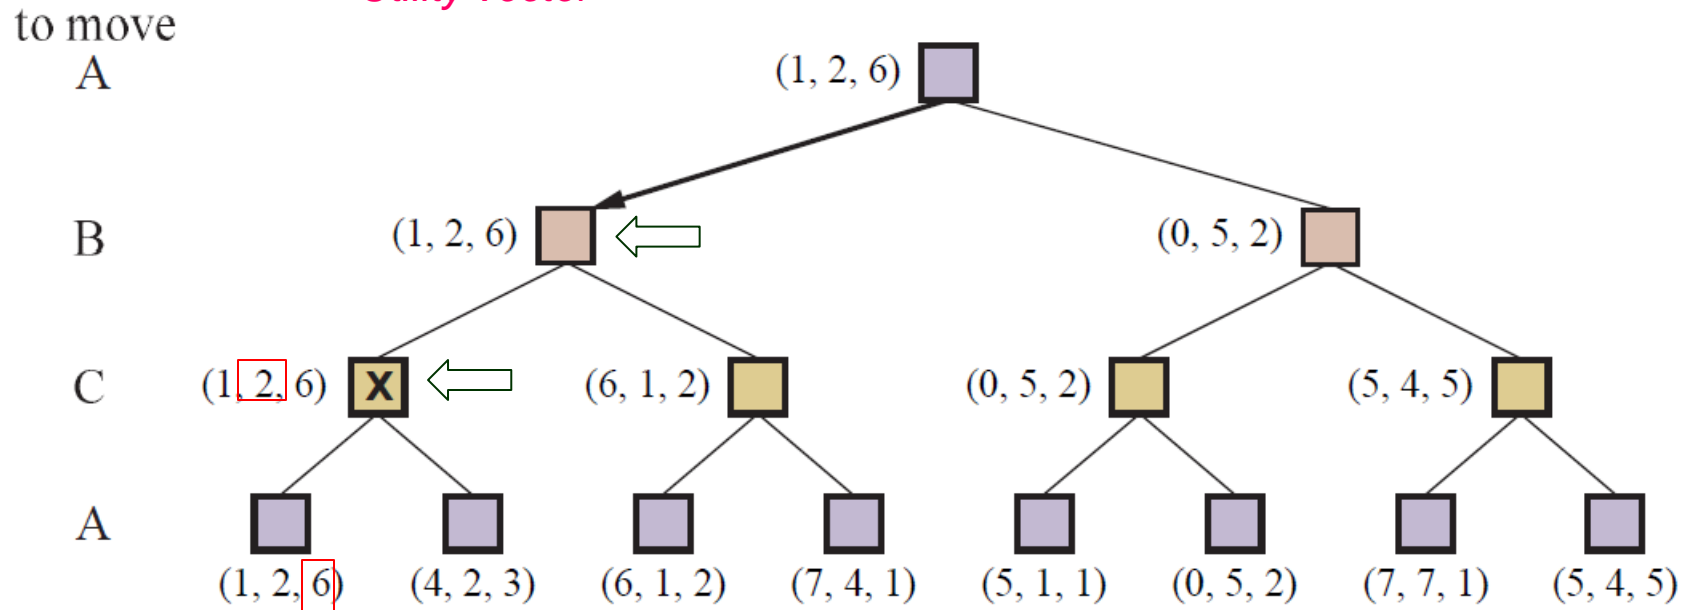 to move
A
(1, 2, 6)
B
(1, 2, 6)
(0, 5, 2)
C
(1, 2, 6)
X
(6, 1, 2)
(0, 5, 2)
(5, 4, 5)
A
(1, 2, 6)
(4, 2, 3)
(6, 1, 2)
(7, 4, 1)
(5, 1, 1)
(0, 5, 2)
(7, 7, 1)
(5, 4, 5)